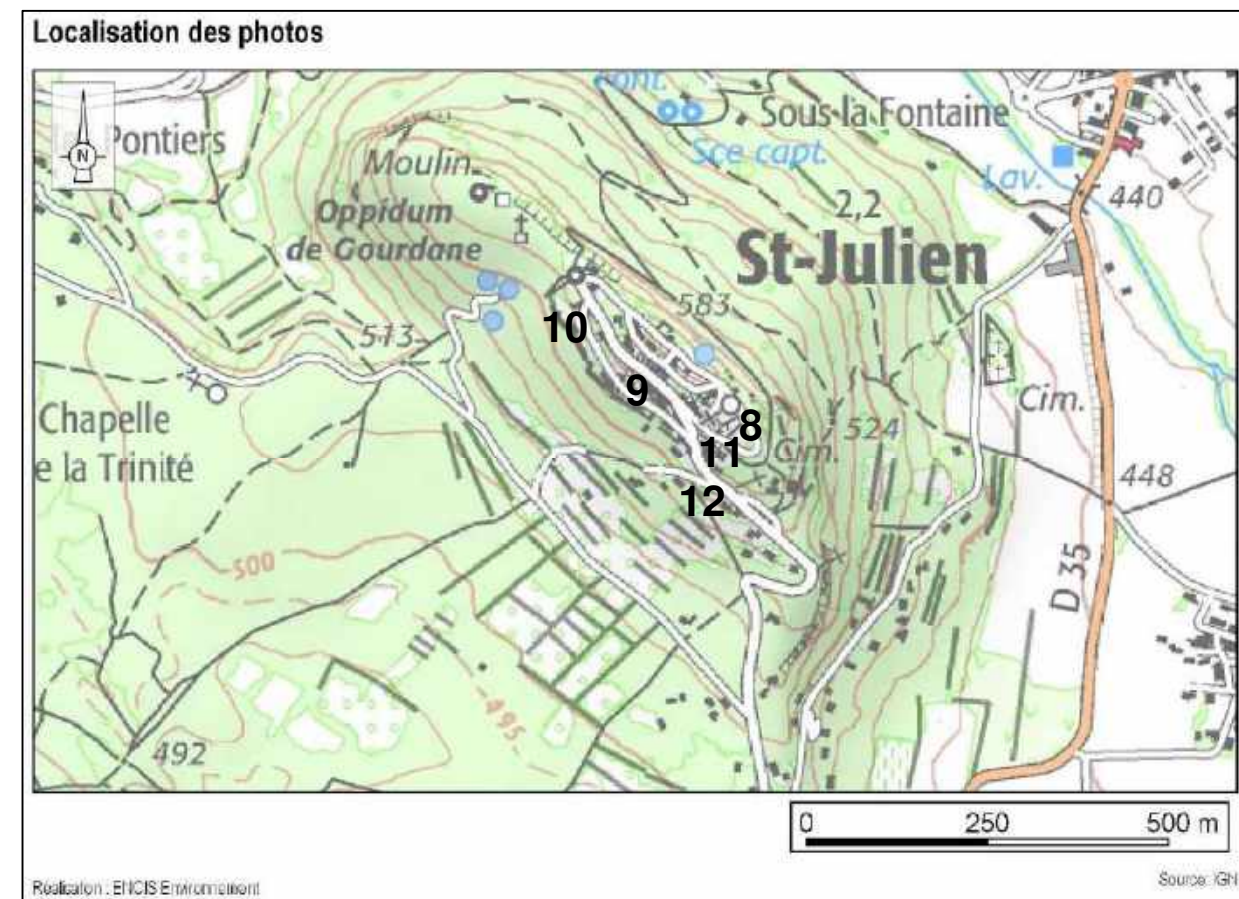 Localisation des photos
N
Pontiers
Moulin
Oppidum
de Gourdane
Font.
Sce capt.
Sous-la-Fontaine
Lav.
440
2,2
St-Julien
583
513
10
9
8
11
12
Cim.
524
Cim.
448
Chapelle
e la Trinité
500
D 35
495
492
0 250 500 m
Réalisation : ENCIS Environnement
Source: IGN